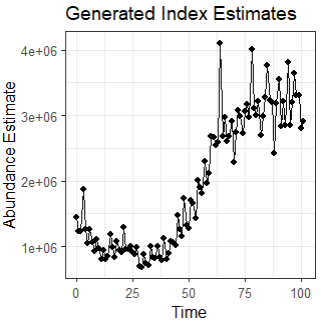 Generated Index Estimates
Abundance Estimate
4e+06
3e+06
2e+06
1e+06
0 25 50 75 100
Time